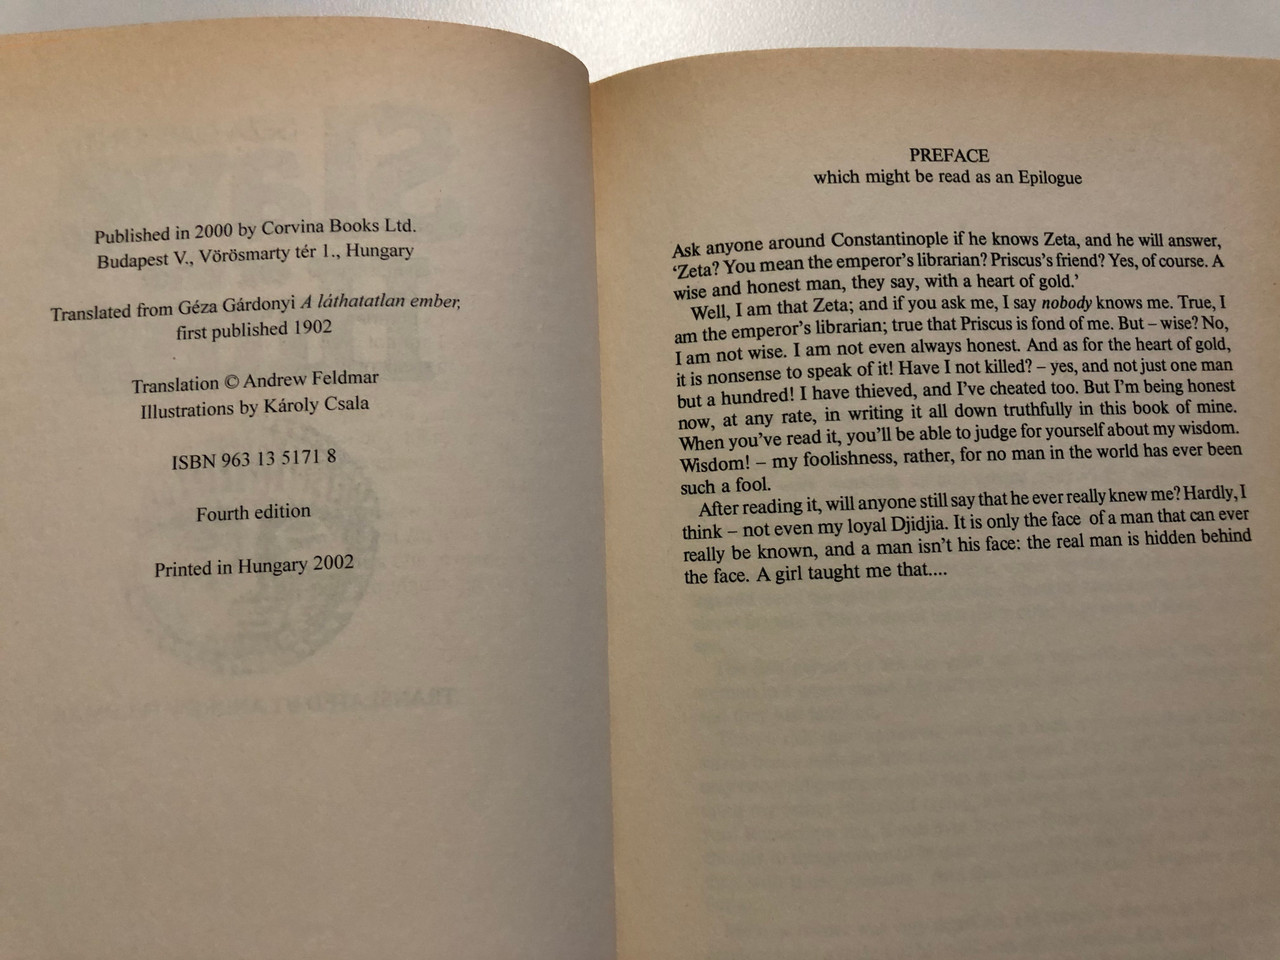 Published in 2000 by Corvina Books Ltd.
Budapest V., Vörösmarty tér 1., Hungary
Translated from Géza Gárdonyi A láthatatlan ember,
first published 1902
Translation © Andrew Feldmar
Illustrations by Károly Csala
ISBN 963 13 5171 8
Fourth edition
Printed in Hungary 2002
PREFACE
which might be read as an Epilogue
Ask anyone around Constantinople if he knows Zeta, and he will answer,
‘Zeta? You mean the emperor’s librarian? Priscus’s friend? Yes, of course. A
wise and honest man, they say, with a heart of gold.’
Well, I am that Zeta; and if you ask me, I say nobody knows me. True, I
am the emperor’s librarian; true that Priscus is fond of me. But – wise? No,
I am not wise. I am not even always honest. And as for the heart of gold,
it is nonsense to speak of it! Have I not killed? – yes, and not just one man
but a hundred! I have thieved, and I’ve cheated too. But I’m being honest
now, at any rate, in writing it all down truthfully in this book of mine.
When you’ve read it, you’ll be able to judge for yourself about my wisdom.
Wisdom! – my foolishness, rather, for no man in the world has ever been
such a fool.
After reading it, will anyone still say that he ever really knew me? Hardly, I
think – not even my loyal Djidjia. It is only the face of a man that can ever
really be known, and a man isn’t his face: the real man is hidden behind
the face. A girl taught me that....